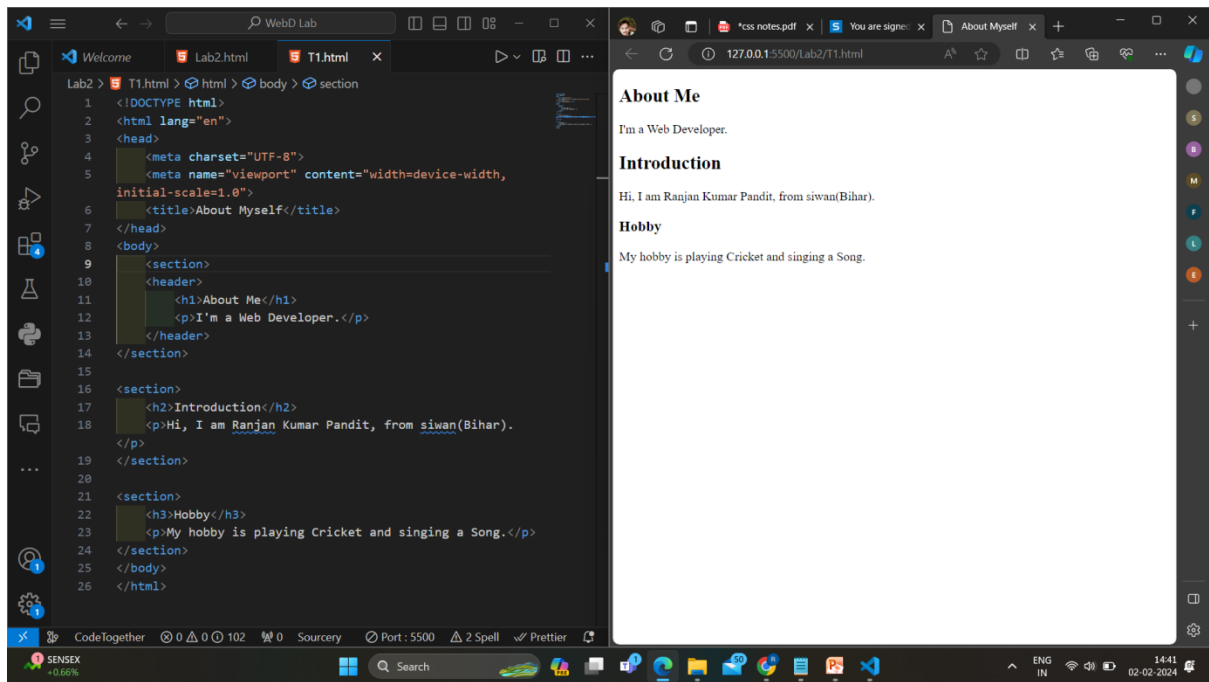 WebD Lab
Welcome
Lab2.html
T1.html
Lab2 > T1.html > html > body > section
1 <!DOCTYPE html>
2 <html lang="en">
3 <head>
4 <meta charset="UTF-8">
5 <meta name="viewport" content="width=device-width,
initial-scale=1.0">
6 <title>About Myself</title>
7 </head>
8 <body>
9 <section>
10 <header>
11 <h1>About Me</h1>
12 <p>I'm a Web Developer.</p>
13 </header>
14 </section>
15
16 <section>
17 <h2>Introduction</h2>
18 <p>Hi, I am Ranjan Kumar Pandit, from siwan(Bihar).
</p>
19 </section>
20
21 <section>
22 <h3>Hobby</h3>
23 <p>My hobby is playing Cricket and singing a Song.</p>
24 </section>
25 </body>
26 </html>
4
1
1
CodeTogether 0 0 102 0 Sourcery Port : 5500 2 Spell Prettier
*css notes.pdf
S You are signed
About Myself
127.0.0.1:5500/Lab2/T1.html
About Me
I'm a Web Developer.
Introduction
Hi, I am Ranjan Kumar Pandit, from siwan(Bihar).
Hobby
My hobby is playing Cricket and singing a Song.
S
B
M
F
L
E
1
SENSEX
+0.66%
Search
ENG
IN
14:41
02-02-2024